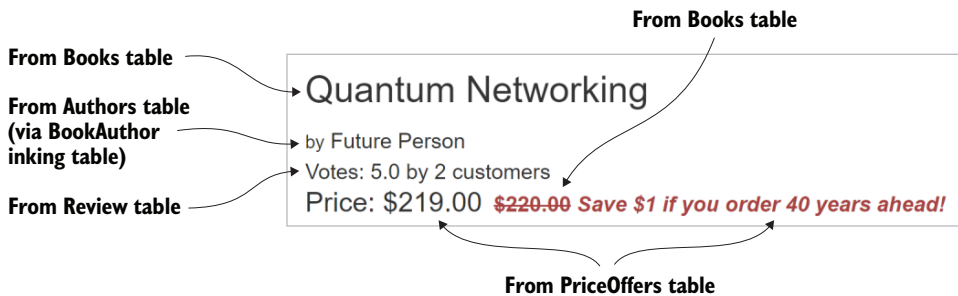 From Books table
From Books table
From Authors table
(via BookAuthor
inking table)
From Review table
Quantum Networking
by Future Person
Votes: 5.0 by 2 customers
Price: $219.00 $220.00 Save $1 if you order 40 years ahead!
From PriceOffers table